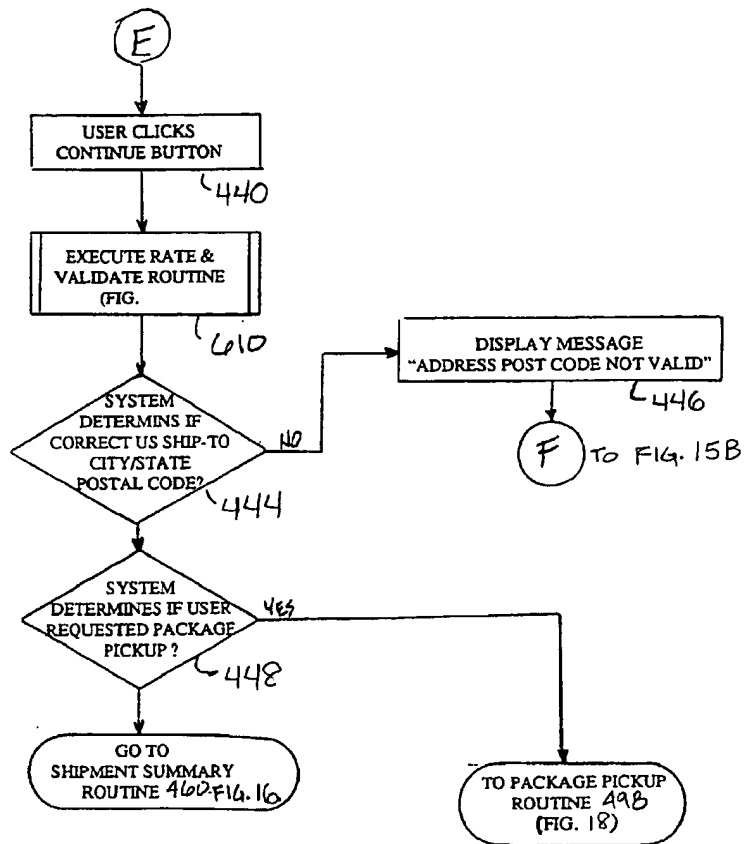 E
USER CLICKS
CONTINUE BUTTON
440
EXECUTE RATE &
VALIDATE ROUTINE
(FIG.
610
SYSTEM
DETERMINS IF
CORRECT US SHIP-TO
CITY/STATE
POSTAL CODE?
444
NO
DISPLAY MESSAGE
"ADDRESS POST CODE NOT VALID"
446
F TO FIG. 15B
SYSTEM
DETERMINES IF USER
REQUESTED PACKAGE
PICKUP ?
448
YES
GO TO
SHIPMENT SUMMARY
ROUTINE 460-FIG.16
TO PACKAGE PICKUP
ROUTINE 498
(FIG. 18)